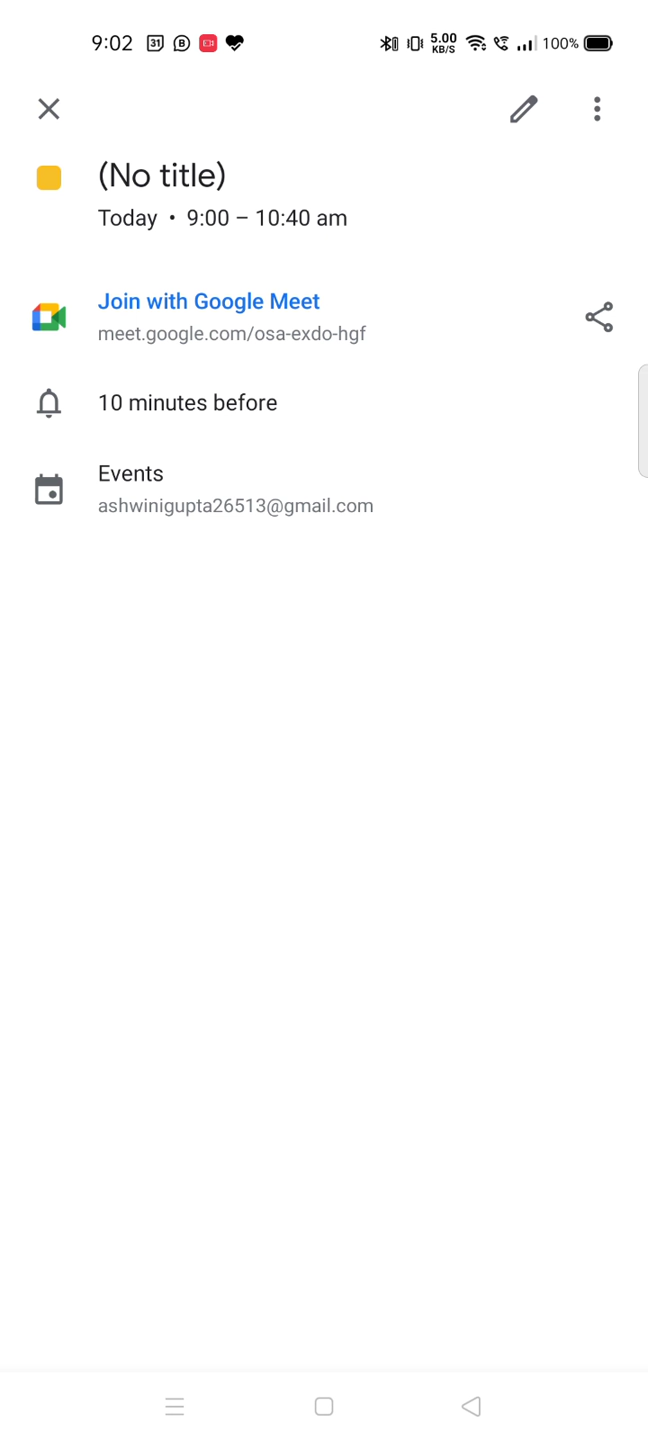 9:02 31 B 5.00 KB/S 100%
(No title)
Today • 9:00 – 10:40 am
Join with Google Meet
meet.google.com/osa-exdo-hgf
10 minutes before
Events
ashwinigupta26513@gmail.com